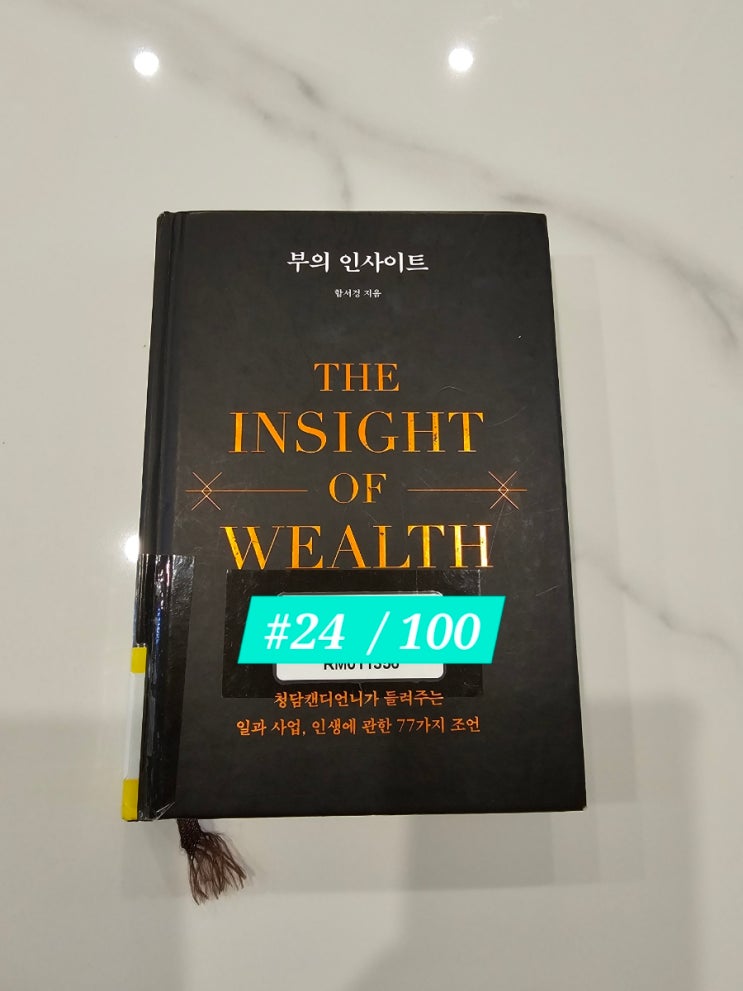 부의 인사이트
함서경 지음
THE
INSIGHT
OF
WEALTH
#24 / 100
청담캔디언니가 들려주는
일과 사업, 인생에 관한 77가지 조언